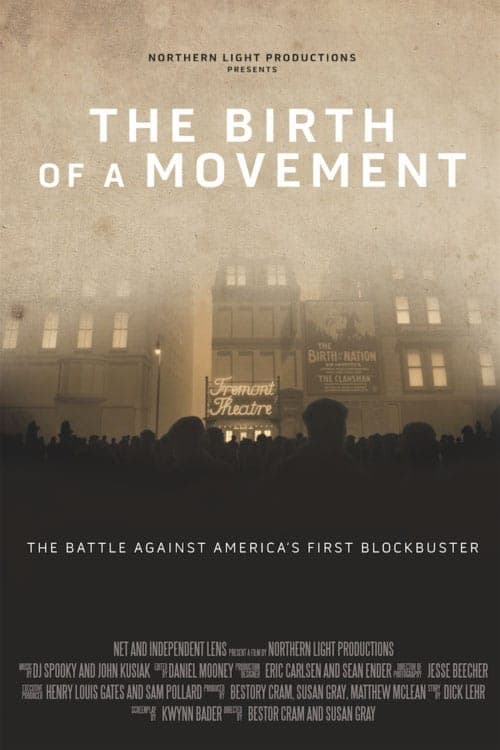 NORTHERN LIGHT PRODUCTIONS
PRESENTS
THE BIRTH
OF A MOVEMENT
THE
BIRTH OF A NATION
"THE CLANSMAN"
Tremont
Theatre
THE BATTLE AGAINST AMERICA'S FIRST BLOCKBUSTER
NET AND INDEPENDENT LENS PRESENT A FILM BY NORTHERN LIGHT PRODUCTIONS
MUSIC BY DJ SPOOKY AND JOHN KUSIAK EDITED BY DANIEL MOONEY PRODUCTION DESIGNER ERIC CARLSEN AND SEAN ENDER DIRECTOR OF PHOTOGRAPHY JESSE BEECHER
EXECUTIVE PRODUCER HENRY LOUIS GATES AND SAM POLLARD PRODUCED BY BESTORY CRAM, SUSAN GRAY, MATTHEW MCLEAN STORY BY DICK LEHR
SCREENPLAY BY KWYNN BADER DIRECTED BY BESTOR CRAM AND SUSAN GRAY